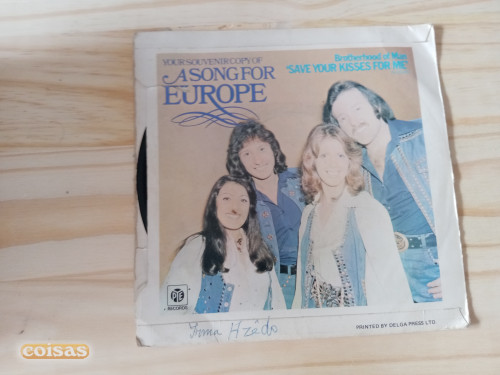 YOUR SOUVENIR COPY OF
A SONG FOR
EUROPE
Brotherhood of Man
'SAVE YOUR KISSES FOR ME'
PYE
RECORDS
PRINTED BY DELGA PRESS LTD.
coisas